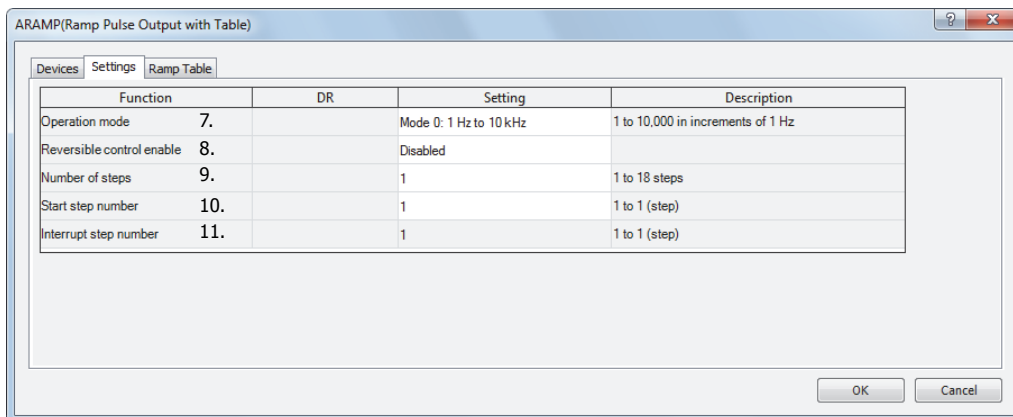 ARAMP(Ramp Pulse Output with Table)
Devices Settings Ramp Table
Function DR Setting Description
Operation mode 7. Mode 0: 1 Hz to 10 kHz 1 to 10,000 in increments of 1 Hz
Reversible control enable 8. Disabled
Number of steps 9. 1 1 to 18 steps
Start step number 10. 1 1 to 1 (step)
Interrupt step number 11. 1 1 to 1 (step)
OK Cancel